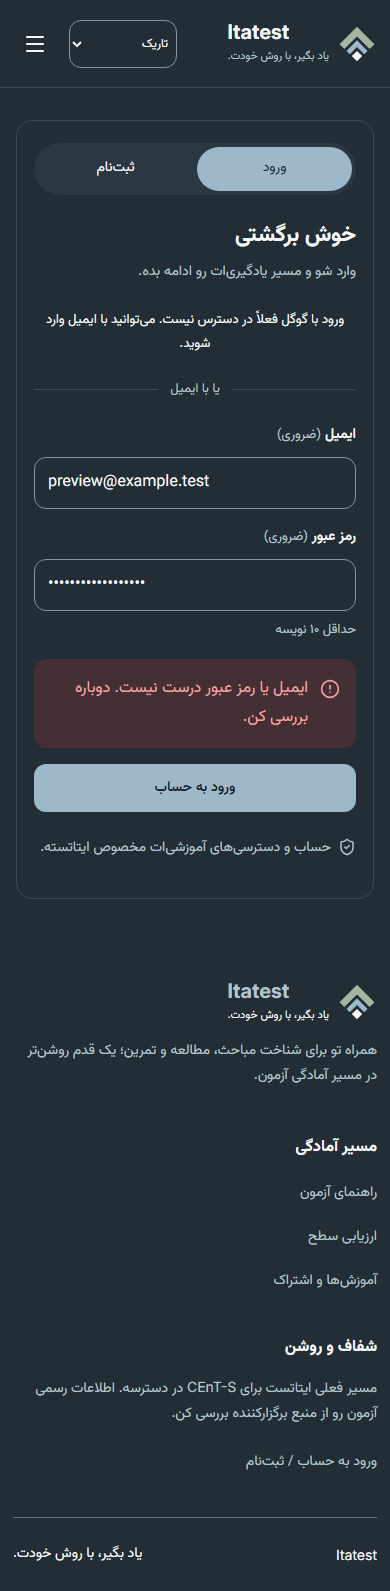 Itatest
یاد بگیر، با روش خودت.
تاریک
ورود
ثبت‌نام
خوش برگشتی
وارد شو و مسیر یادگیری‌ات رو ادامه بده.
ورود با گوگل فعلاً در دسترس نیست. می‌توانید با ایمیل وارد
شوید.
یا با ایمیل
ایمیل (ضروری)
preview@example.test
رمز عبور (ضروری)
••••••••••••••••••
حداقل ۱۰ نویسه
ایمیل یا رمز عبور درست نیست. دوباره
بررسی کن.
ورود به حساب
حساب و دسترسی‌های آموزشی‌ات مخصوص ایتاتسته.
Itatest
یاد بگیر، با روش خودت.
همراه تو برای شناخت مباحث، مطالعه و تمرین؛ یک قدم روشن‌تر
در مسیر آمادگی آزمون.
مسیر آمادگی
راهنمای آزمون
ارزیابی سطح
آموزش‌ها و اشتراک
شفاف و روشن
مسیر فعلی ایتاتست برای CEnT-S در دسترسه. اطلاعات رسمی
آزمون رو از منبع برگزارکننده بررسی کن.
ورود به حساب / ثبت‌نام
Itatest
یاد بگیر، با روش خودت.